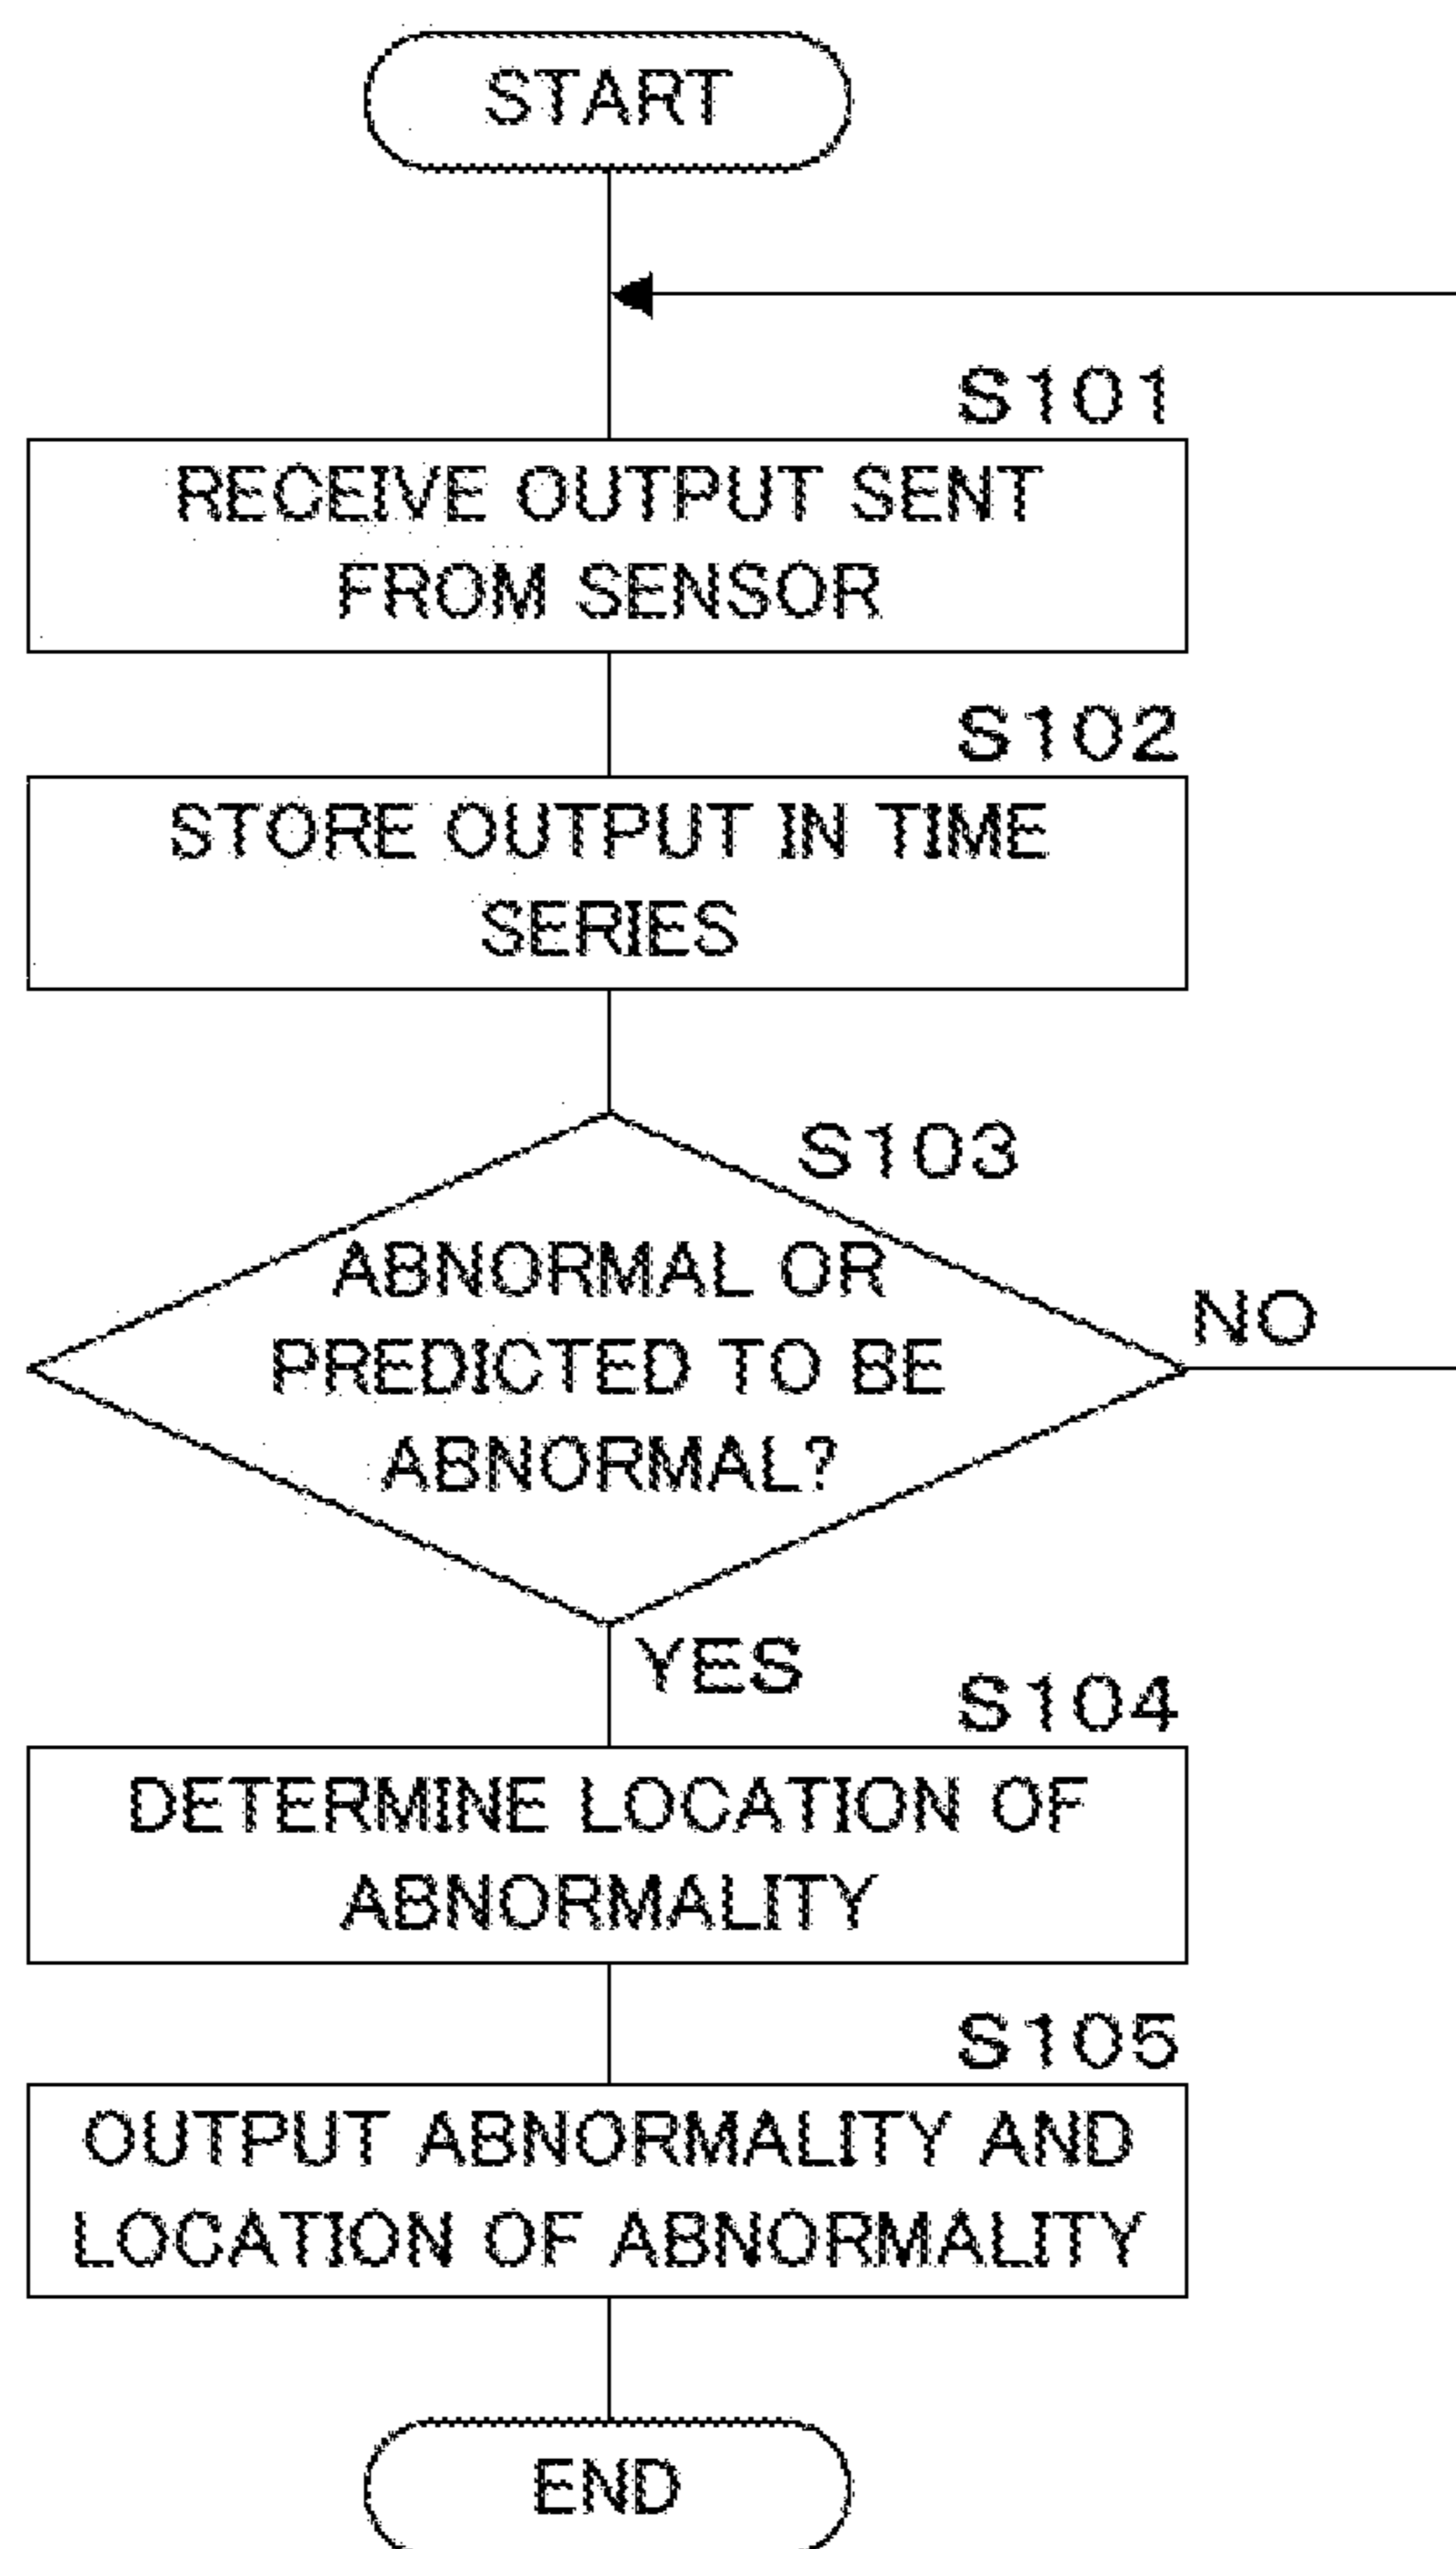 START
S101
RECEIVE OUTPUT SENT
FROM SENSOR
S102
STORE OUTPUT IN TIME
SERIES
S103
ABNORMAL OR
PREDICTED TO BE
ABNORMAL?
NO
YES
S104
DETERMINE LOCATION OF
ABNORMALITY
S105
OUTPUT ABNORMALITY AND
LOCATION OF ABNORMALITY
END